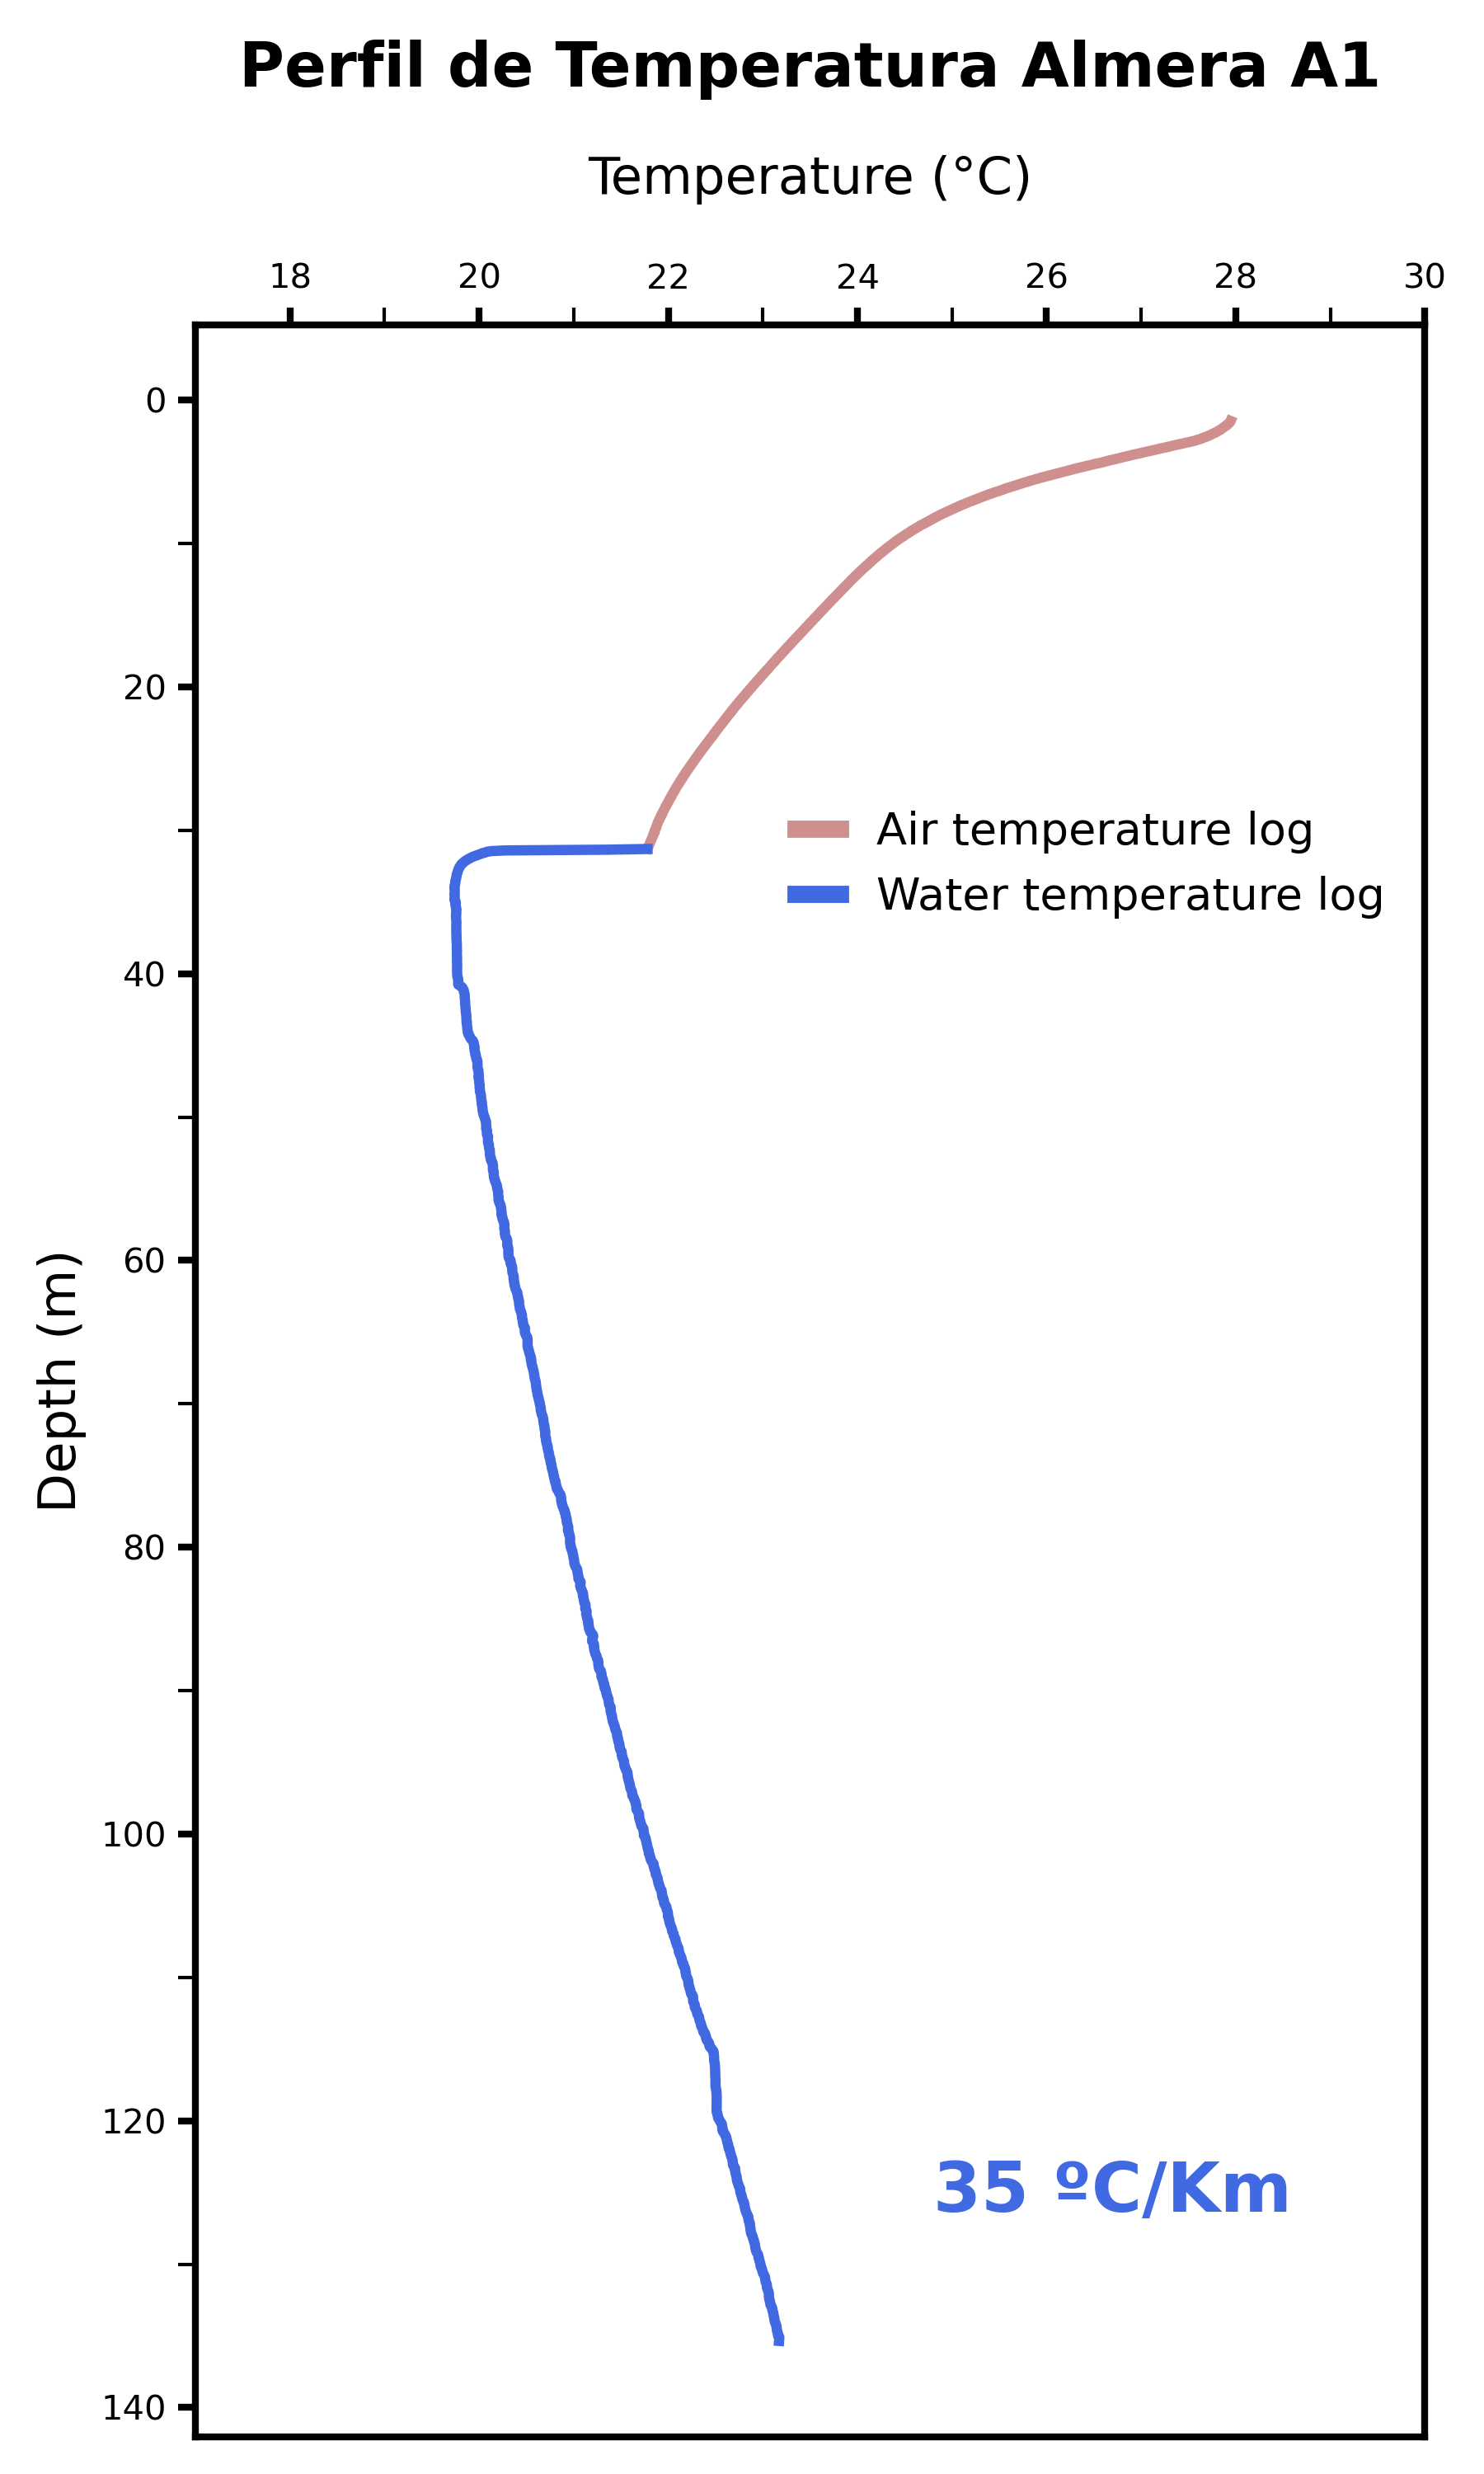 Perfil de Temperatura Almera A1
Temperature (°C)
18 20 22 24 26 28 30
0
20
Air temperature log
Water temperature log
40
60
Depth (m)
80
100
120
35 ºC/Km
140